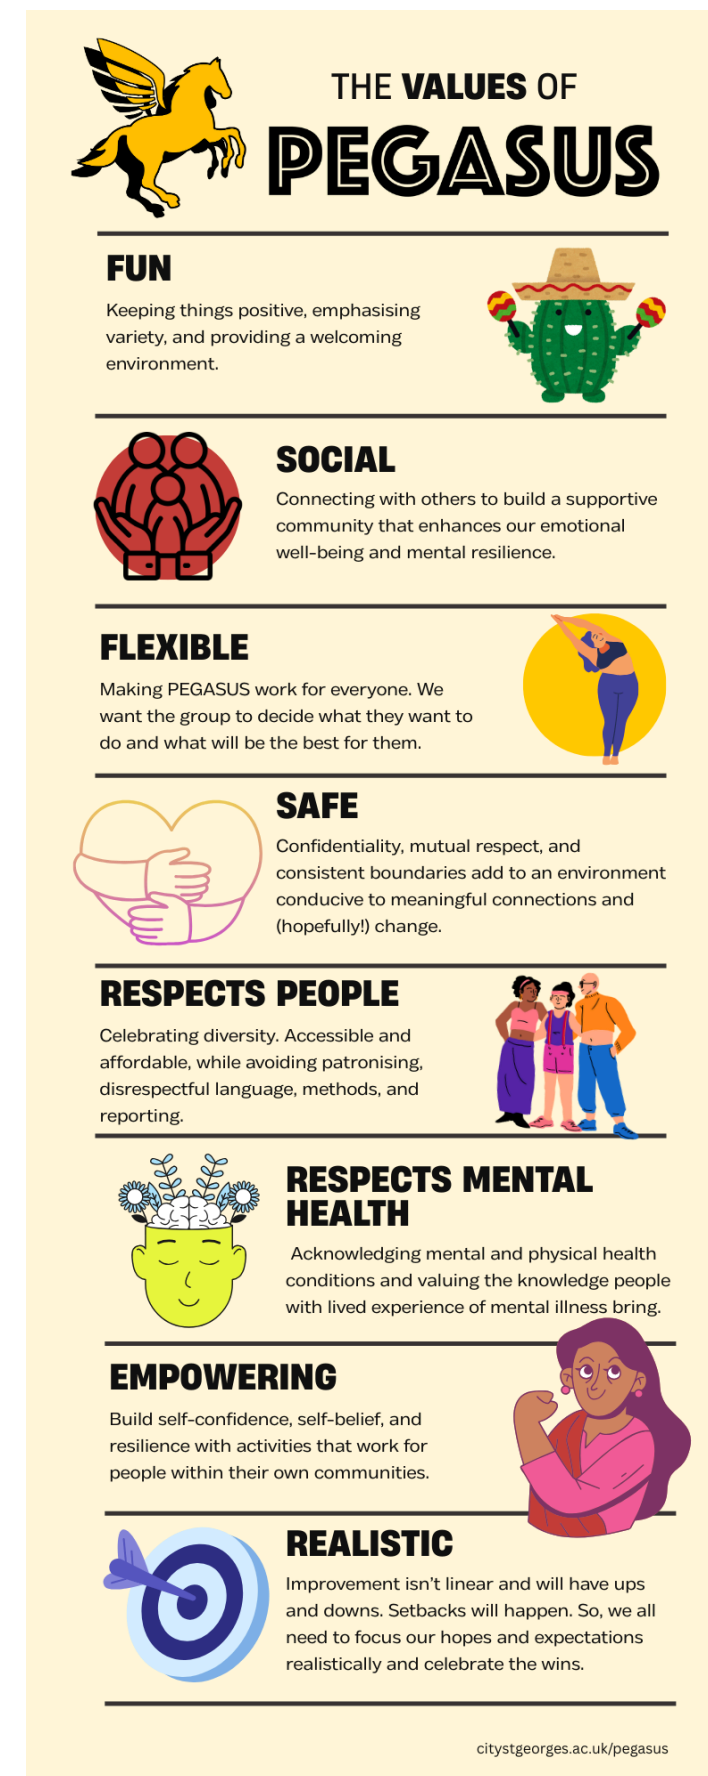 THE VALUES OF
PEGASUS
FUN
Keeping things positive, emphasising
variety, and providing a welcoming
environment.
SOCIAL
Connecting with others to build a supportive
community that enhances our emotional
well-being and mental resilience.
FLEXIBLE
Making PEGASUS work for everyone. We
want the group to decide what they want to
do and what will be the best for them.
SAFE
Confidentiality, mutual respect, and
consistent boundaries add to an environment
conducive to meaningful connections and
(hopefully!) change.
RESPECTS PEOPLE
Celebrating diversity. Accessible and
affordable, while avoiding patronising,
disrespectful language, methods, and
reporting.
RESPECTS MENTAL
HEALTH
Acknowledging mental and physical health
conditions and valuing the knowledge people
with lived experience of mental illness bring.
EMPOWERING
Build self-confidence, self-belief, and
resilience with activities that work for
people within their own communities.
REALISTIC
Improvement isn't linear and will have ups
and downs. Setbacks will happen. So, we all
need to focus our hopes and expectations
realistically and celebrate the wins.
citystgeorges.ac.uk/pegasus